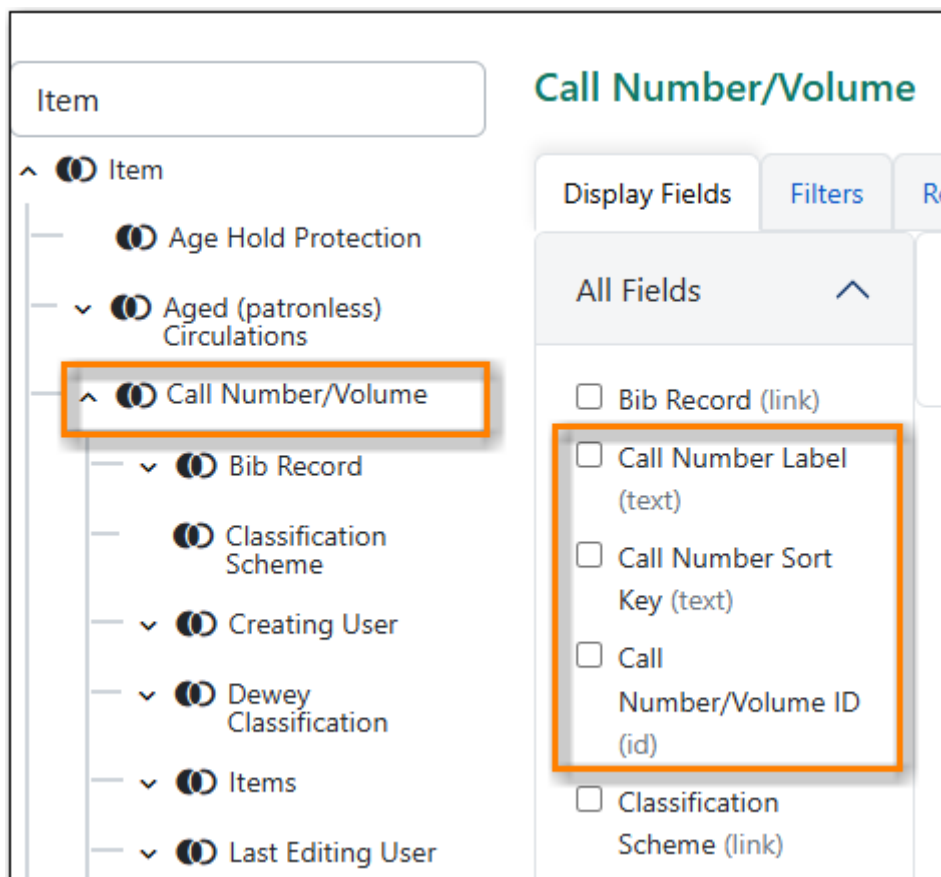 Item
Item
Age Hold Protection
Aged (patronless)
Circulations
Call Number/Volume
Bib Record
Classification
Scheme
Creating User
Dewey
Classification
Items
Last Editing User
Call Number/Volume
Display Fields
Filters
All Fields
Bib Record (link)
Call Number Label
(text)
Call Number Sort
Key (text)
Call
Number/Volume ID
(id)
Classification
Scheme (link)